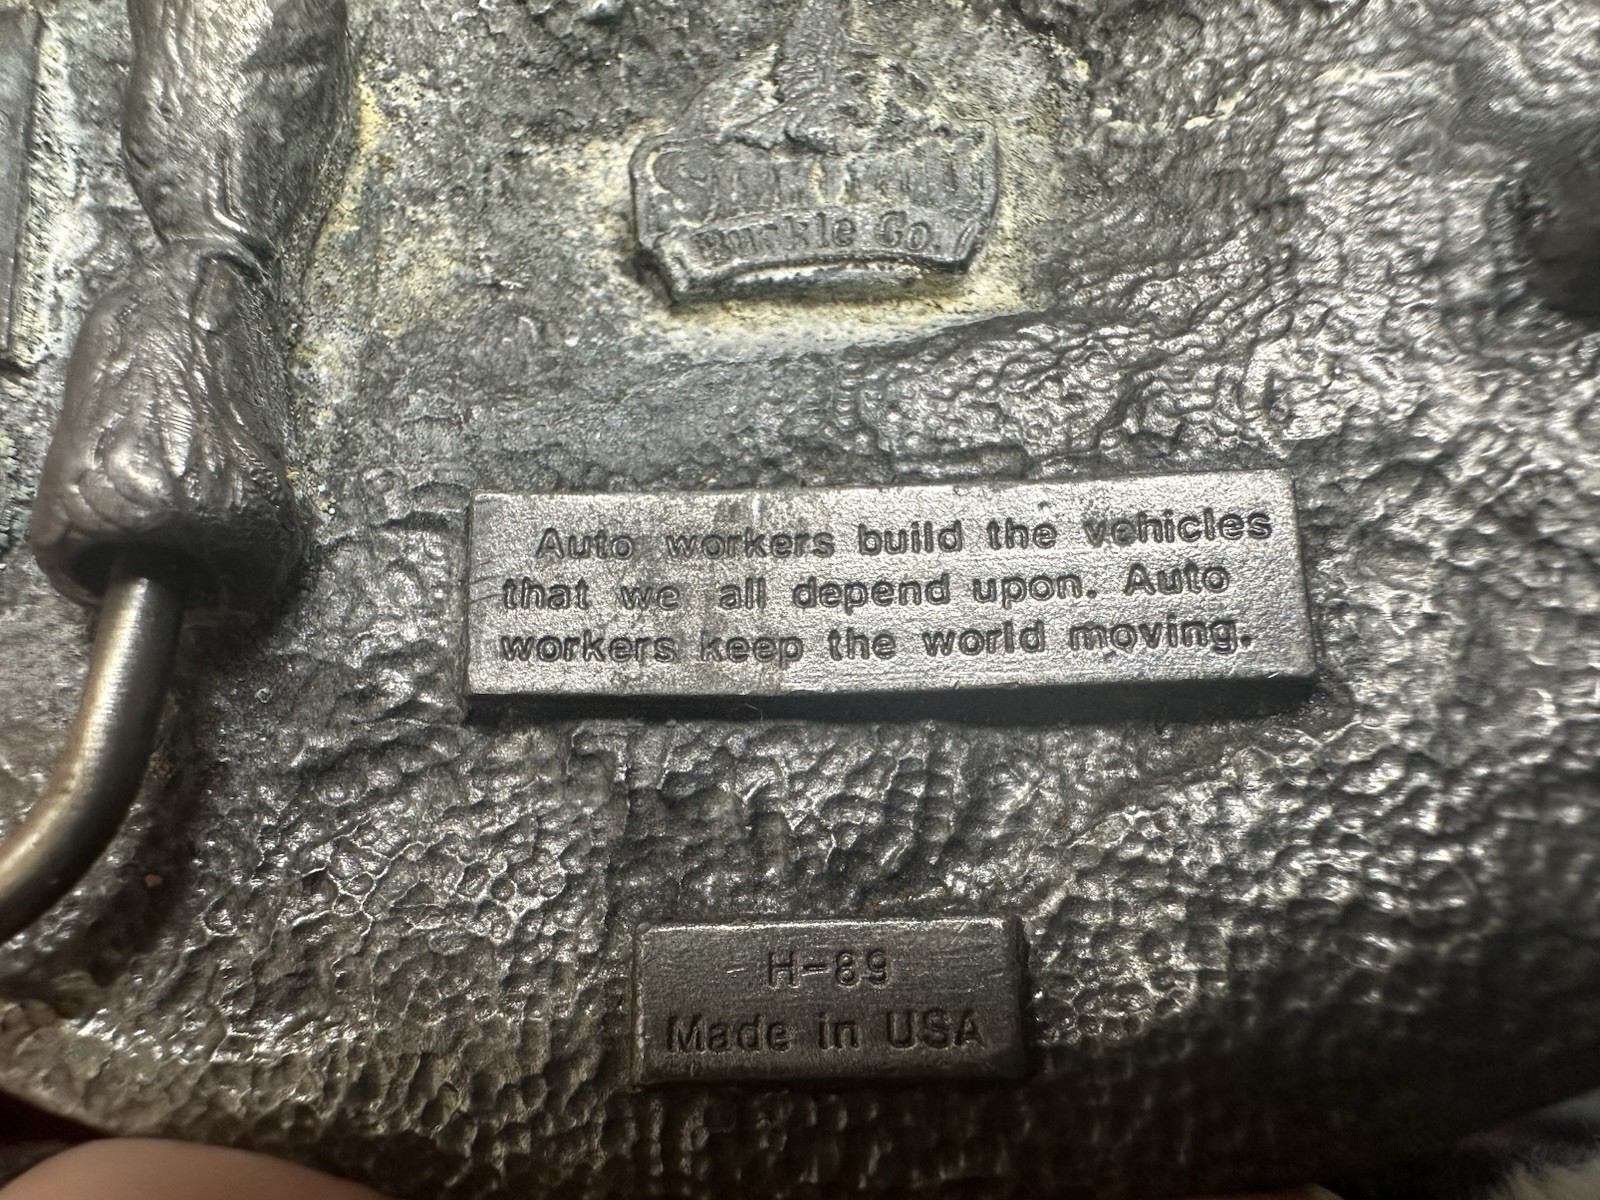 Buckle Co.
Auto workers build the vehicles
that we all depend upon. Auto
workers keep the world moving.
H-89
Made in USA